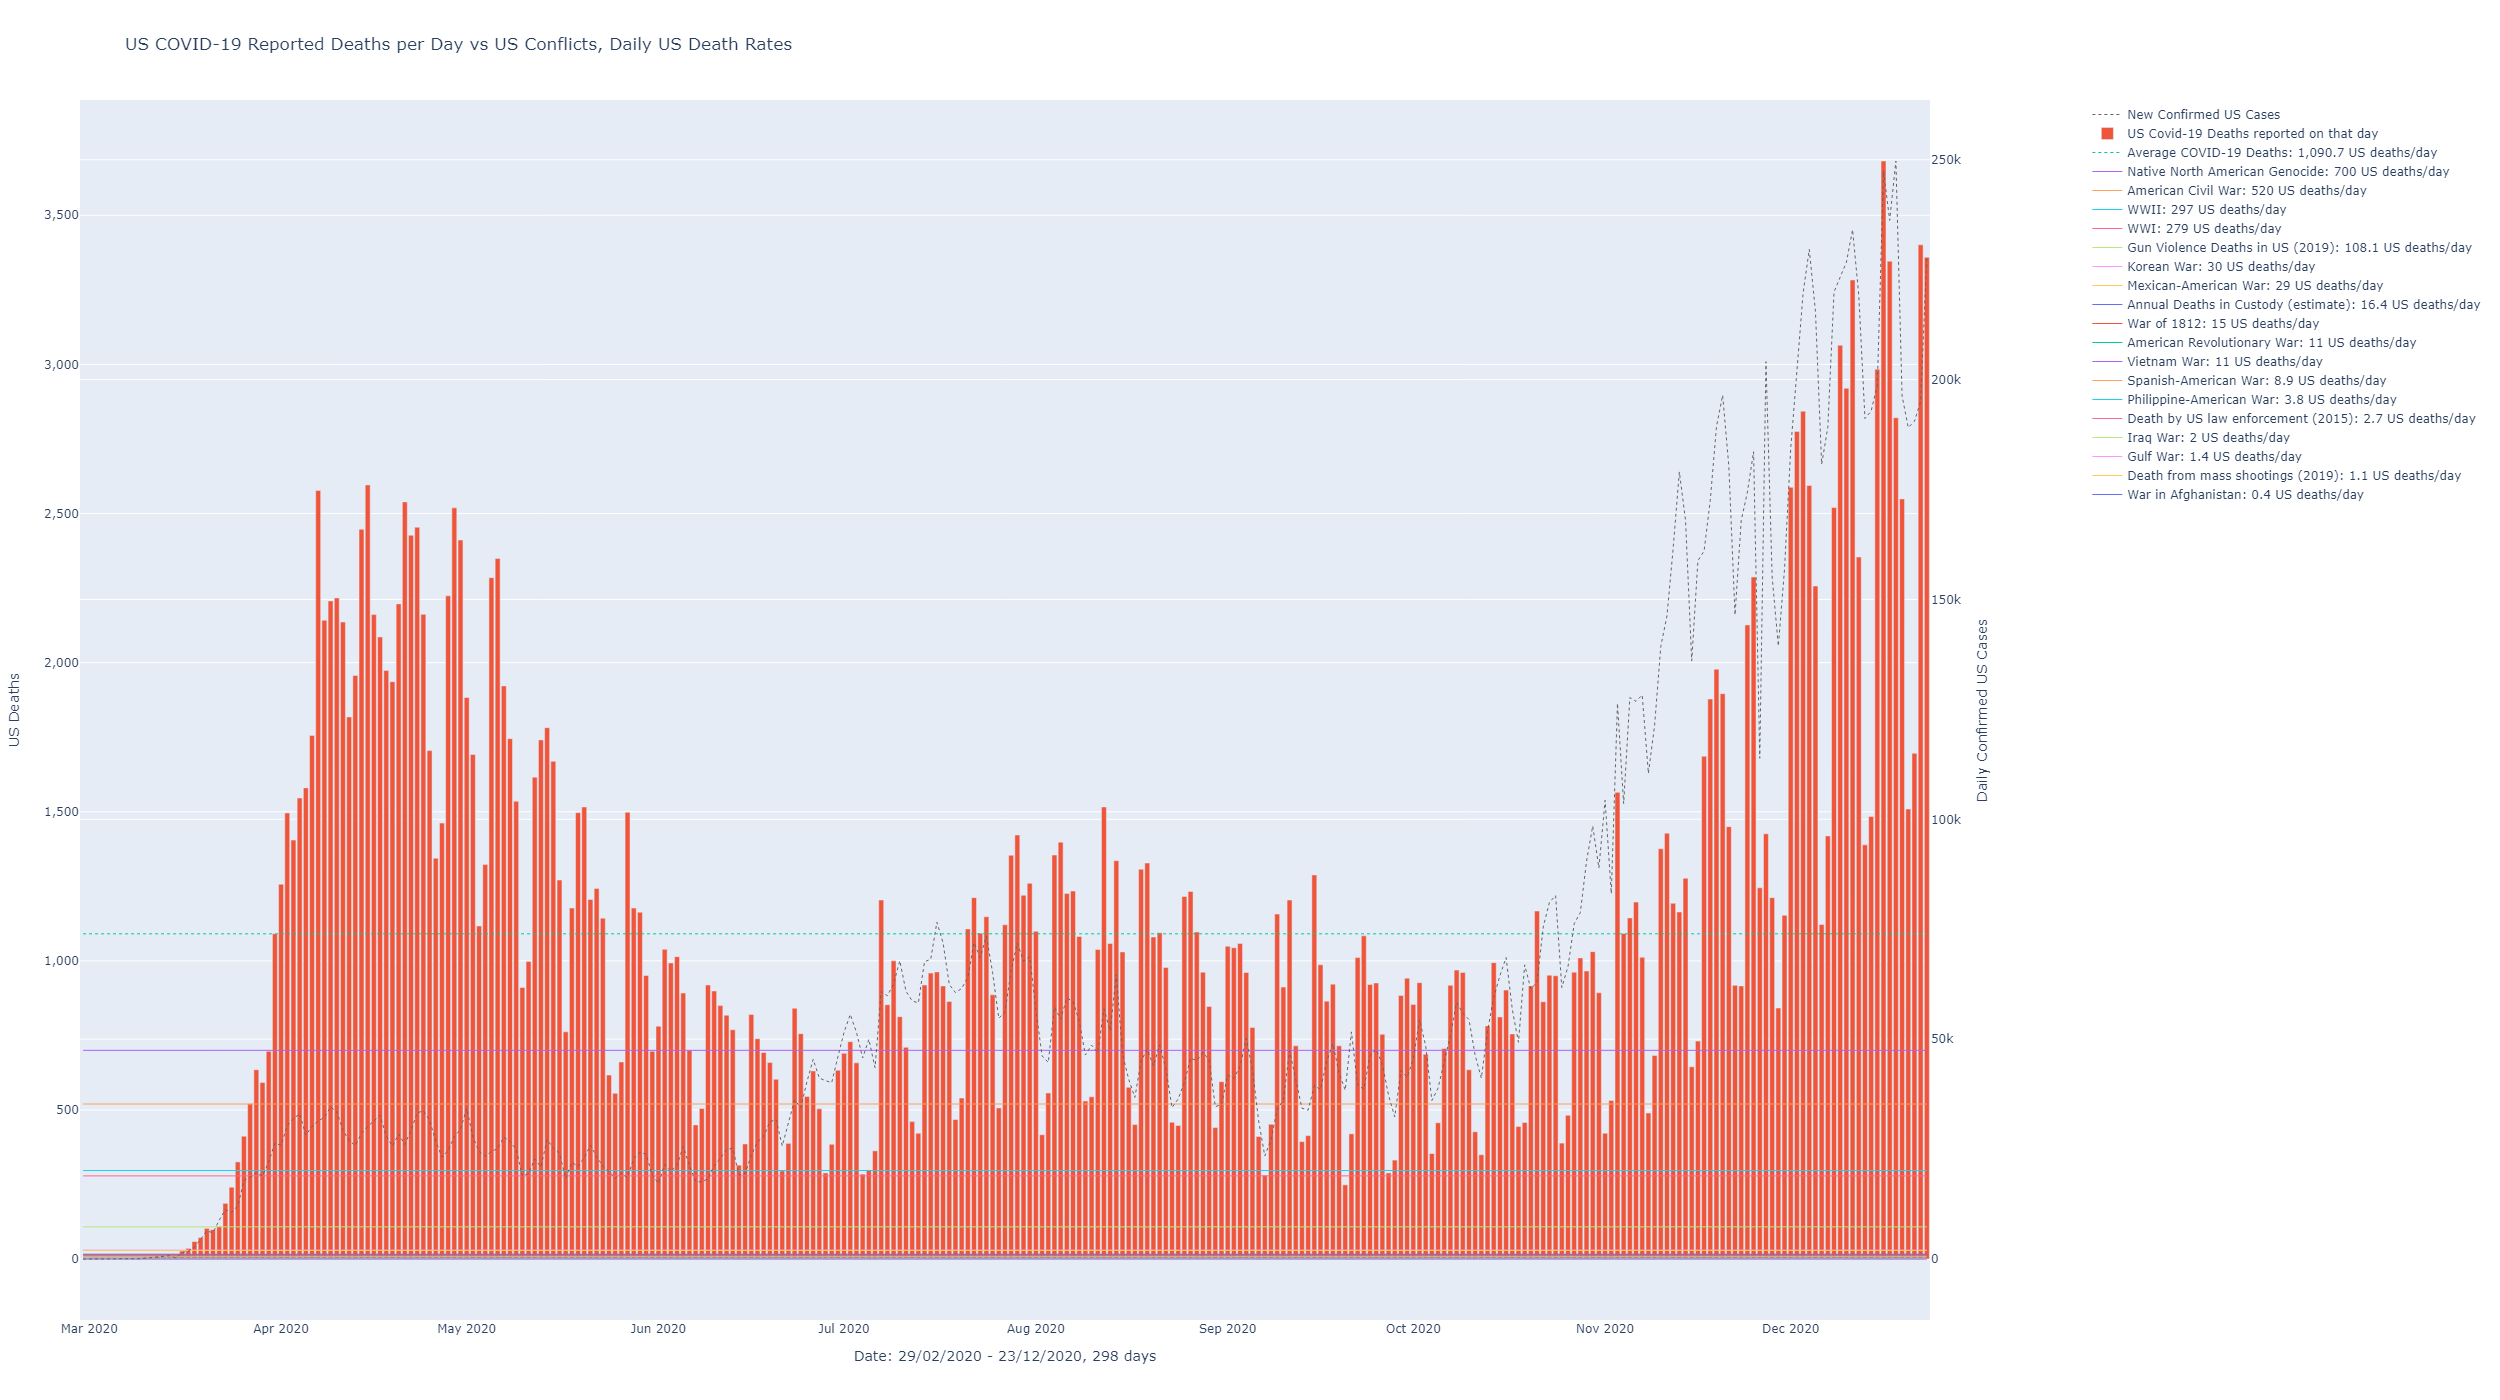 US COVID-19 Reported Deaths per Day vs US Conflicts, Daily US Death Rates
New Confirmed US Cases
US Covid-19 Deaths reported on that day
Average COVID-19 Deaths: 1,090.7 US deaths/day
Native North American Genocide: 700 US deaths/day
American Civil War: 520 US deaths/day
WWII: 297 US deaths/day
WWI: 279 US deaths/day
Gun Violence Deaths in US (2019): 108.1 US deaths/day
Korean War: 30 US deaths/day
Mexican-American War: 29 US deaths/day
Annual Deaths in Custody (estimate): 16.4 US deaths/day
War of 1812: 15 US deaths/day
American Revolutionary War: 11 US deaths/day
Vietnam War: 11 US deaths/day
Spanish-American War: 8.9 US deaths/day
Philippine-American War: 3.8 US deaths/day
Death by US law enforcement (2015): 2.7 US deaths/day
Iraq War: 2 US deaths/day
Gulf War: 1.4 US deaths/day
Death from mass shootings (2019): 1.1 US deaths/day
War in Afghanistan: 0.4 US deaths/day
US Deaths
3,500
3,000
2,500
2,000
1,500
1,000
500
0
250k
200k
150k
100k
50k
0
Daily Confirmed US Cases
Mar 2020 Apr 2020 May 2020 Jun 2020 Jul 2020 Aug 2020 Sep 2020 Oct 2020 Nov 2020 Dec 2020
Date: 29/02/2020 - 23/12/2020, 298 days